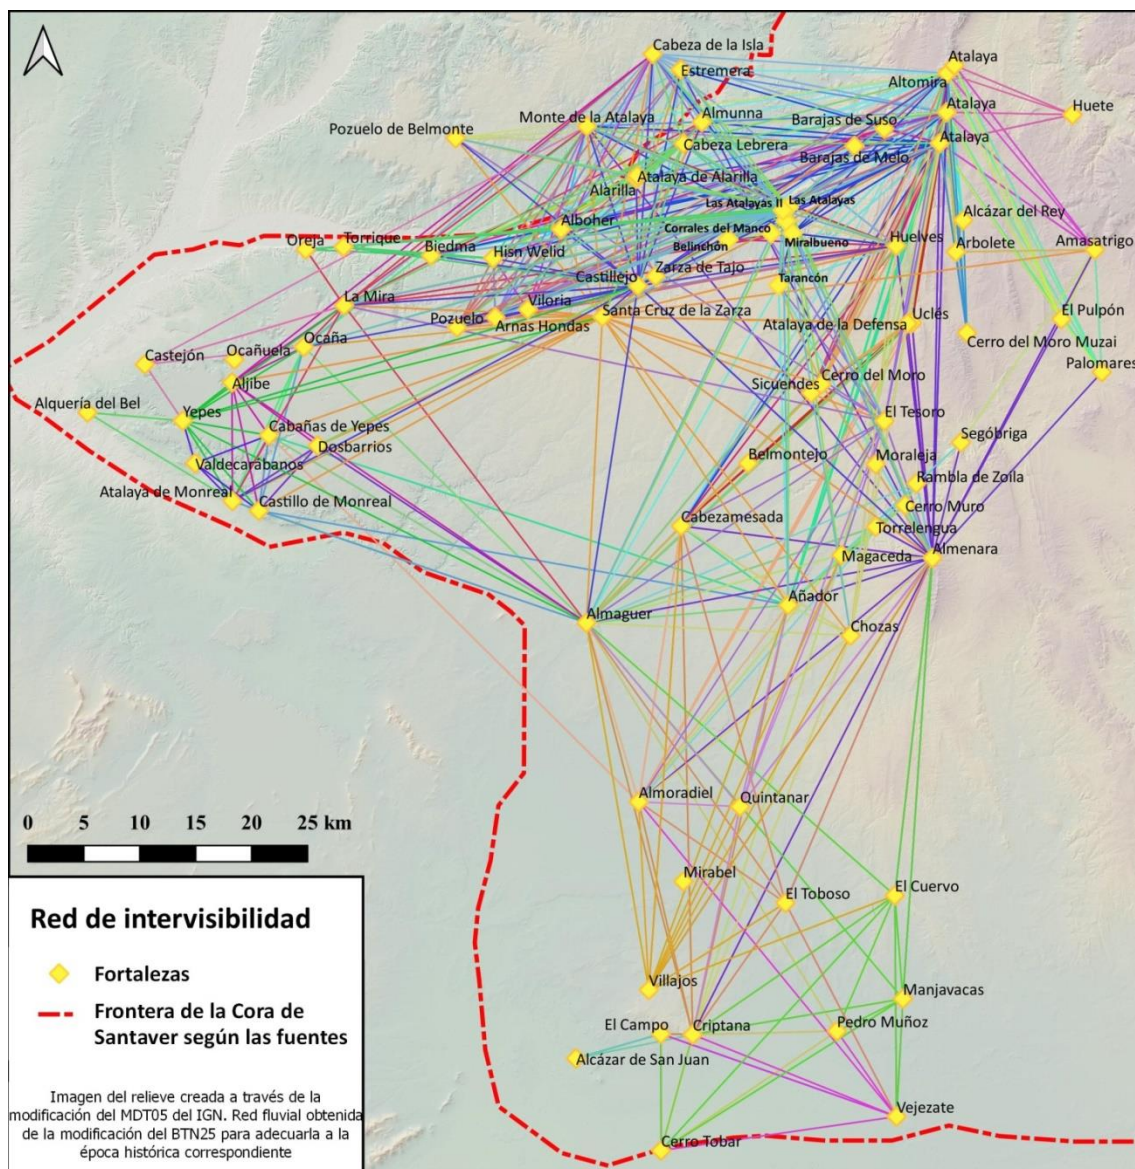 Cabeza de la Isla
Estremera
Atalaya
Altomira
Huete
Atalaya
Almunna
Monte de la Atalaya
Barajas de Suso
Pozuelo de Belmonte
Atalaya
Cabeza Lebrera
Barajas de Melo
Atalaya de Alarilla
Alarilla
Las Atalayas II
Las Atalayas
Alcázar del Rey
Alboher
Corrales del Manco
Oreja
Torrique
Biedma
Hisn Welid
Belinchón
Miralbueno
Huelves
Arbolete
Amasatrigo
Castillejo
Zarza de Tajo
Tarancón
La Mira
Viloria
Santa Cruz de la Zarza
Uclés
El Pulpón
Pozuelo
Arnas Hondas
Atalaya de la Defensa
Cerro del Moro Muzai
Ocaña
Castejón
Ocañuela
Palomares
Aljibe
Sicuendes
Cerro del Moro
Alquería del Bel
Yepes
El Tesoro
Cabañas de Yepes
Segóbriga
Dosbarrios
Belmontejo
Moraleja
Valdecarábanos
Rambla de Zoila
Atalaya de Monreal
Castillo de Monreal
Cerro Muro
Cabezamesada
Torrelengua
Magaceda
Almenara
Almaguer
Añador
Chozas
Almoradiel
Quintanar
0 5 10 15 20 25 km
Mirabel
El Toboso
El Cuervo
Red de intervisibilidad
Fortalezas
Frontera de la Cora de
Santaver según las fuentes
Villajos
Manjavacas
El Campo
Criptana
Pedro Muñoz
Alcázar de San Juan
Imagen del relieve creada a través de la
modificación del MDT05 del IGN. Red fluvial obtenida
de la modificación del BTN25 para adecuarla a la
época histórica correspondiente
Vejezate
Cerro Tobar